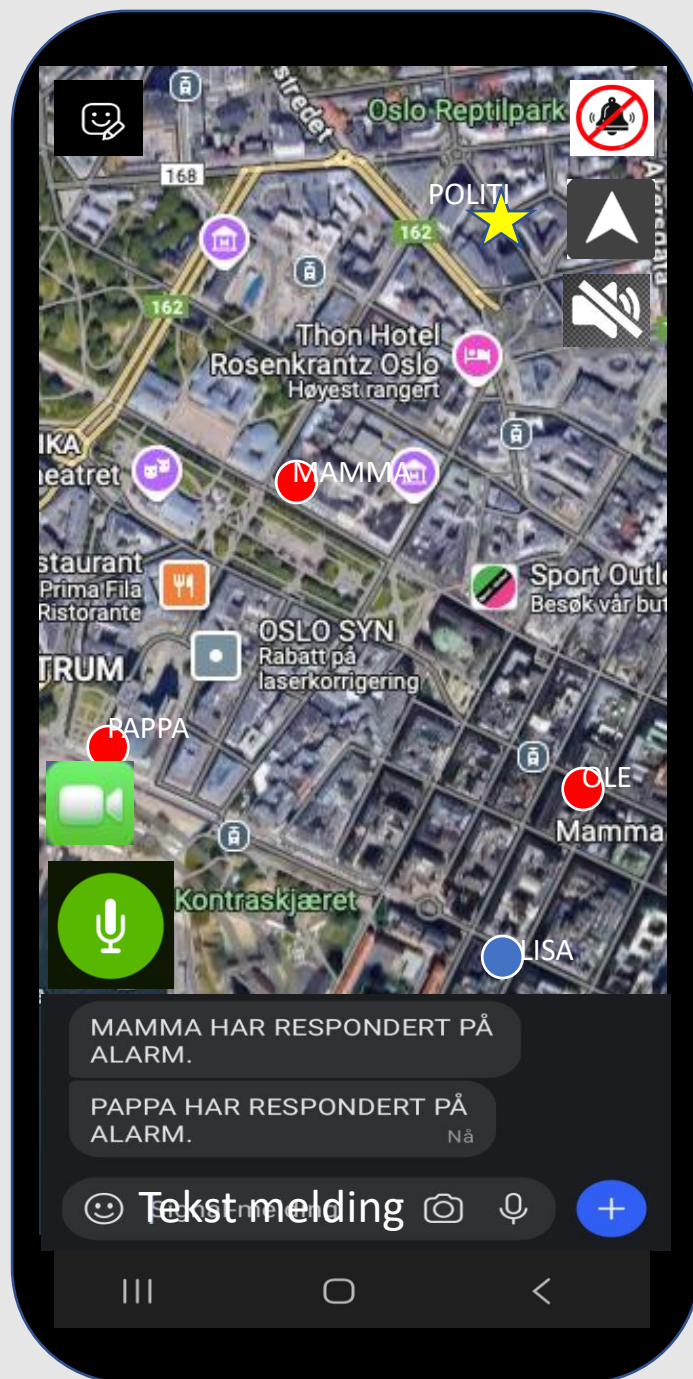 stredet
Oslo Reptilpark
168
POLITI
162
162
Thon Hotel
Rosenkrantz Oslo
Høyest rangert
IKA
eatret
MAMMA
staurant
Prima Fila
Ristorante
Sport Outl
Besøk vår but
OSLO SYN
Rabatt på
laserkorrigering
TRUM
PAPPA
OLE
Mamma
Kontraskjæret
LISA
MAMMA HAR RESPONDERT PÅ
ALARM.
PAPPA HAR RESPONDERT PÅ
ALARM.
Nå
Tekst melding